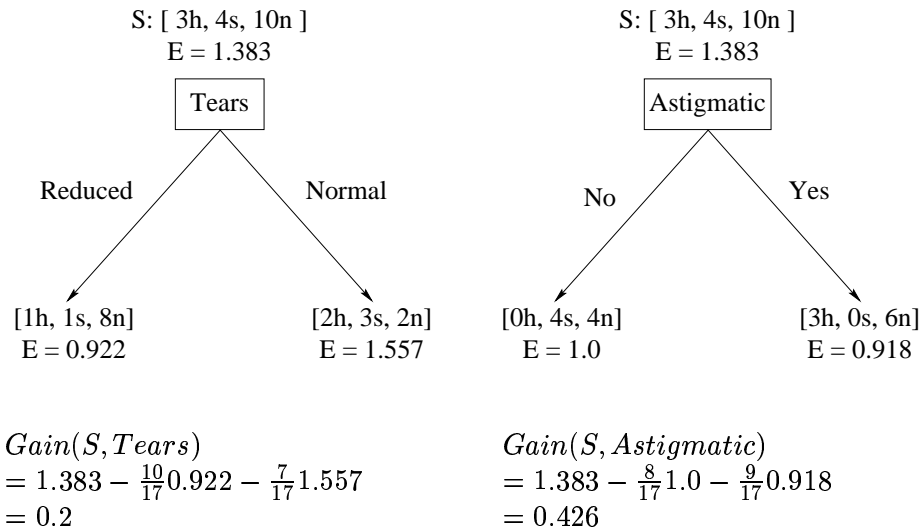 S: [ 3h, 4s, 10n ]
E = 1.383
Tears
Reduced
Normal
[1h, 1s, 8n]
E = 0.922
[2h, 3s, 2n]
E = 1.557
Gain(S, Tears)
= 1.383 − 10/17 0.922 − 7/17 1.557
= 0.2
S: [ 3h, 4s, 10n ]
E = 1.383
Astigmatic
No
Yes
[0h, 4s, 4n]
E = 1.0
[3h, 0s, 6n]
E = 0.918
Gain(S, Astigmatic)
= 1.383 − 8/17 1.0 − 9/17 0.918
= 0.426